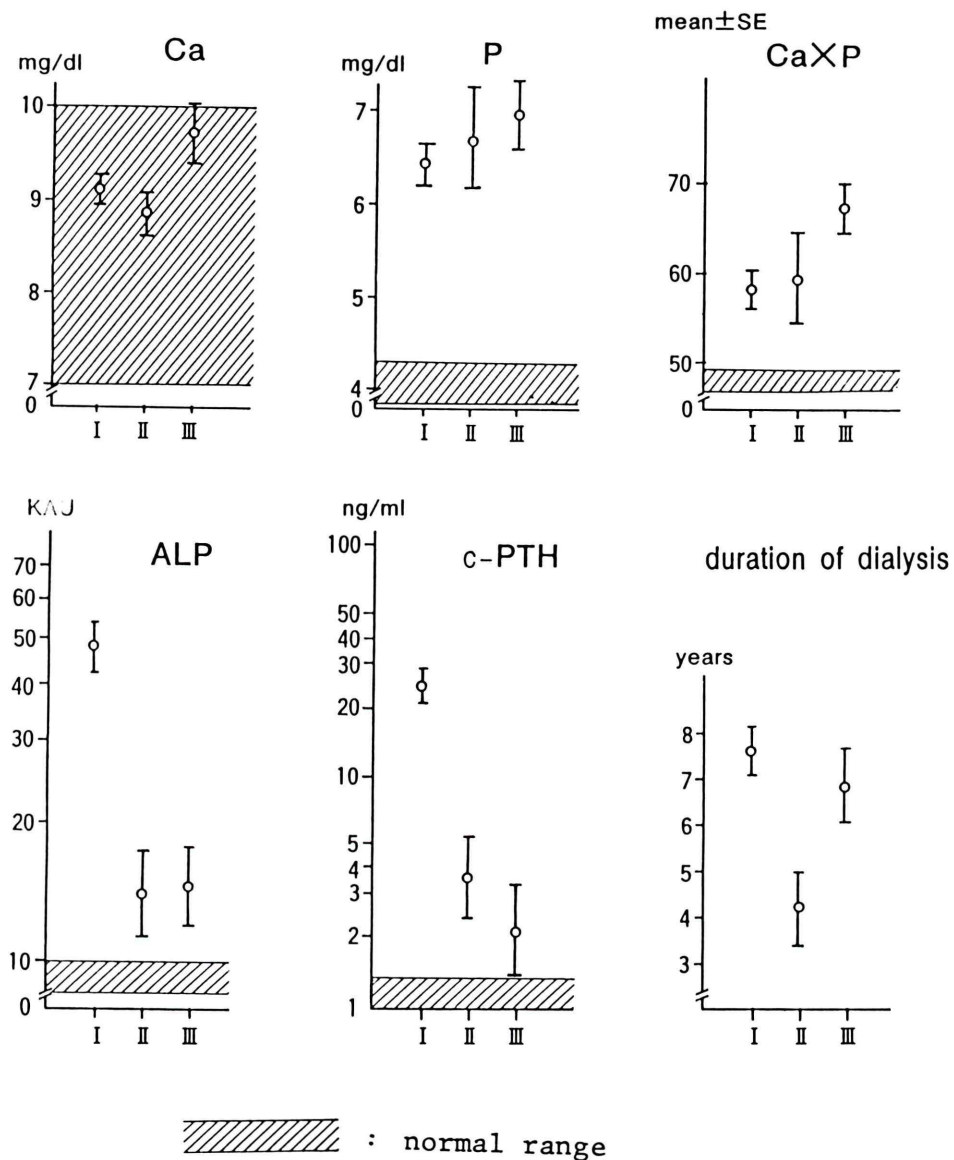 mean±SE
Ca
mg/dl
10
9
8
7
0
I II III
P
mg/dl
7
6
5
4
0
I II III
CaXP
70
60
50
0
I II III
KAU
ALP
70
60
50
40
30
20
10
0
I II III
ng/ml
c-PTH
100
50
40
30
20
10
5
4
3
2
1
I II III
duration of dialysis
years
8
7
6
5
4
3
I II III
: normal range